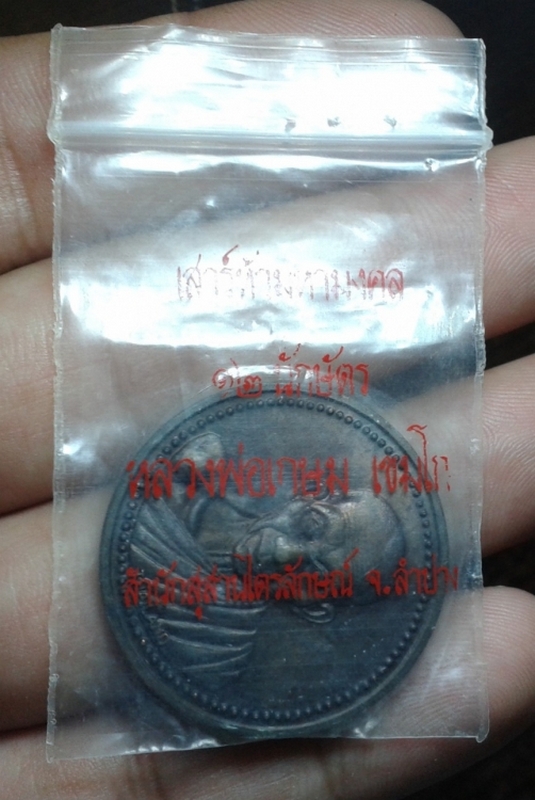 เสาร์ห้ามหามงคล
๑๒ นักษัตร
หลวงพ่อเกษม เขมโก
สำนักสุสานไตรลักษณ์ จ.ลำปาง